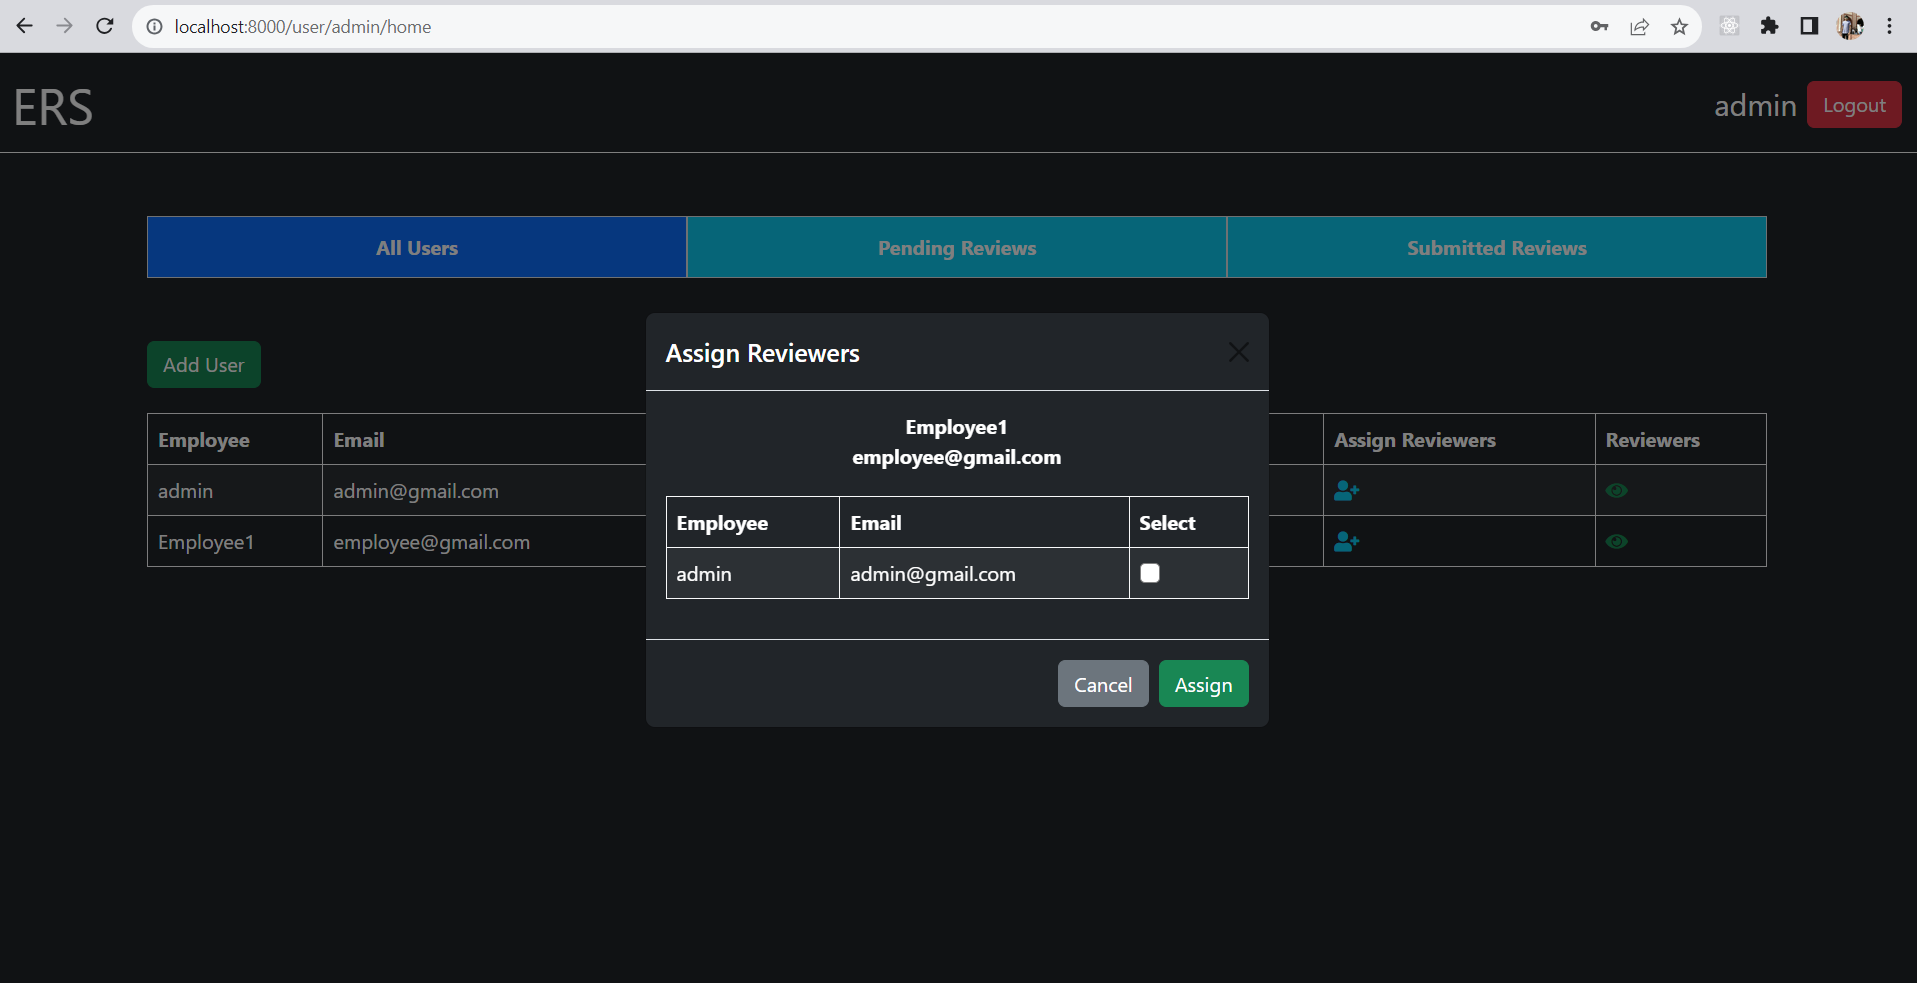 localhost:8000/user/admin/home
ERS
admin Logout
All Users Pending Reviews Submitted Reviews
Add User
Employee Email Assign Reviewers Reviewers
admin admin@gmail.com
Employee1 employee@gmail.com
Assign Reviewers
Employee1
employee@gmail.com
Employee Email Select
admin admin@gmail.com
Cancel Assign